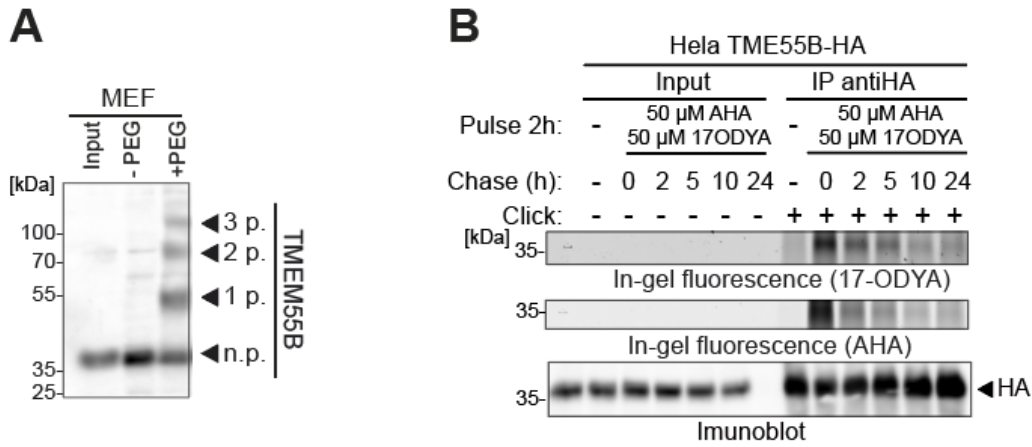 A
MEF
Input
- PEG
+PEG
[kDa]
100-
70-
55-
35-
25-
3 p.
2 p.
1 p.
n.p.
TMEM55B
B
Hela TME55B-HA
Input IP antiHA
Pulse 2h: - 50 µM AHA 50 µM 17ODYA - 50 µM AHA 50 µM 17ODYA
Chase (h): - 0 2 5 10 24 - 0 2 5 10 24
Click: - - - - - - + + + + + +
[kDa]
35-
In-gel fluorescence (17-ODYA)
35-
In-gel fluorescence (AHA)
35-
HA
Imunoblot